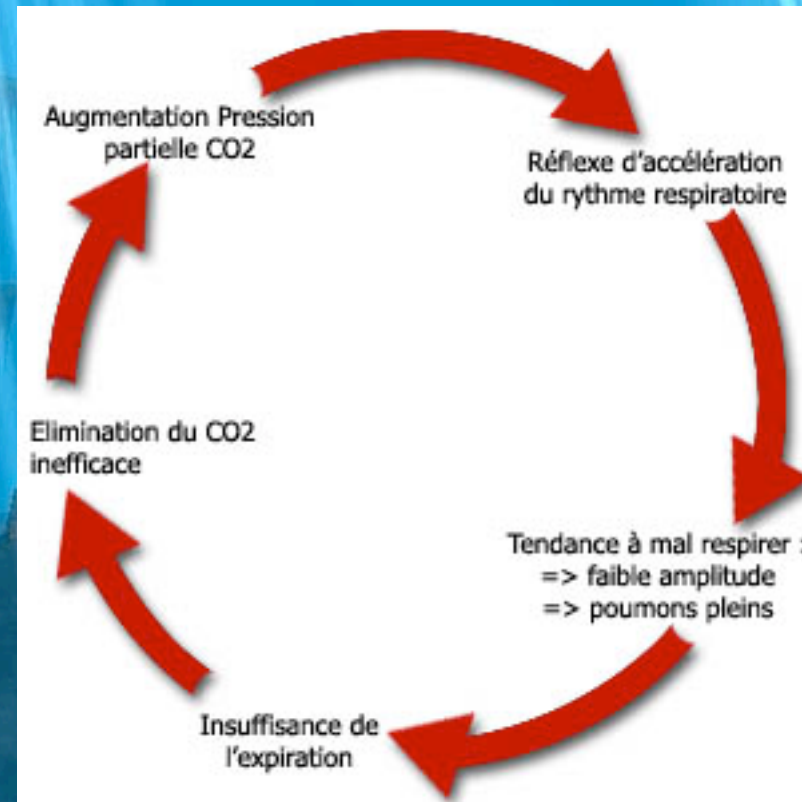 Augmentation Pression
partielle CO2
Réflexe d'accélération
du rythme respiratoire
Tendance à mal respirer :
=> faible amplitude
=> poumons pleins
Insuffisance de
l'expiration
Elimination du CO2
inefficace